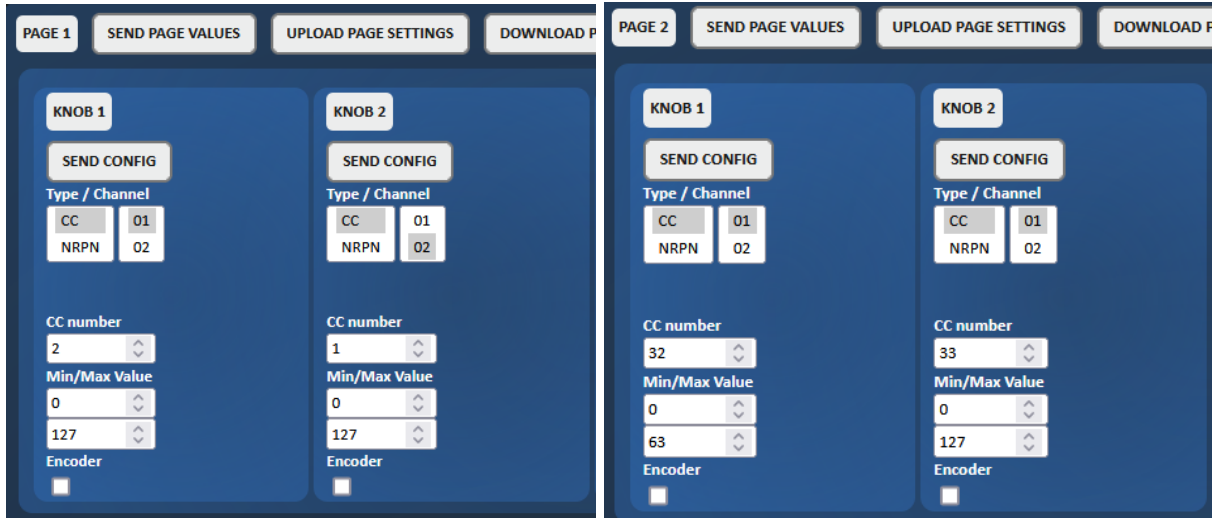 PAGE 1 SEND PAGE VALUES UPLOAD PAGE SETTINGS DOWNLOAD P
KNOB 1 KNOB 2
SEND CONFIG SEND CONFIG
Type / Channel Type / Channel
CC 01 CC 01
NRPN 02 NRPN 02
CC number CC number
2 1
Min/Max Value Min/Max Value
0 0
127 127
Encoder Encoder
PAGE 2 SEND PAGE VALUES UPLOAD PAGE SETTINGS DOWNLOAD P
KNOB 1 KNOB 2
SEND CONFIG SEND CONFIG
Type / Channel Type / Channel
CC 01 CC 01
NRPN 02 NRPN 02
CC number CC number
32 33
Min/Max Value Min/Max Value
0 0
63 127
Encoder Encoder